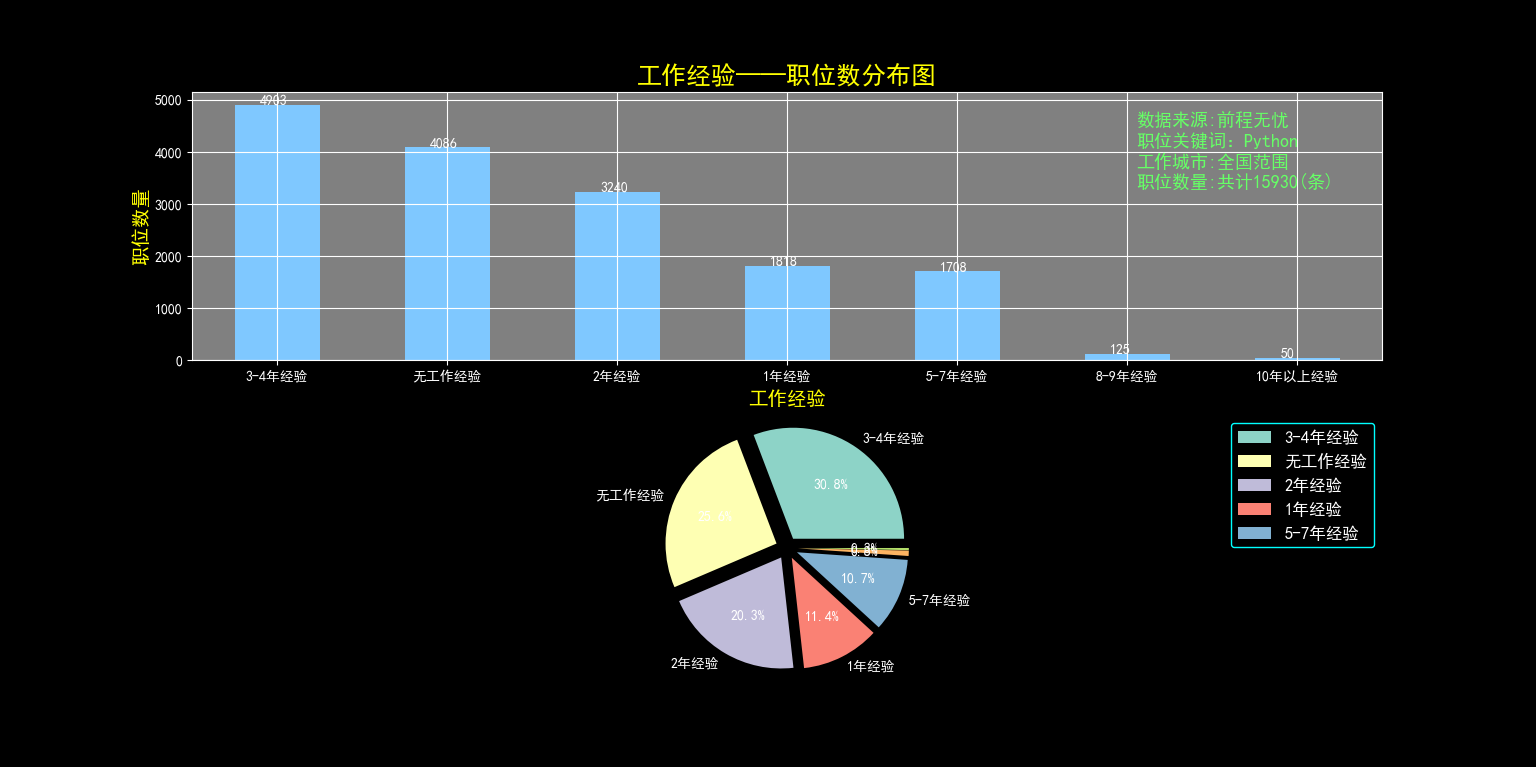 工作经验——职位数分布图
职位数量
5000
4000
3000
2000
1000
0
4903
4086
3240
1818
1708
125
50
数据来源:前程无忧
职位关键词：Python
工作城市:全国范围
职位数量:共计15930(条)
3-4年经验
无工作经验
2年经验
1年经验
5-7年经验
8-9年经验
10年以上经验
工作经验
3-4年经验
30.8%
无工作经验
2年经验
20.3%
1年经验
11.4%
5-7年经验
10.7%
3-4年经验
无工作经验
2年经验
1年经验
5-7年经验